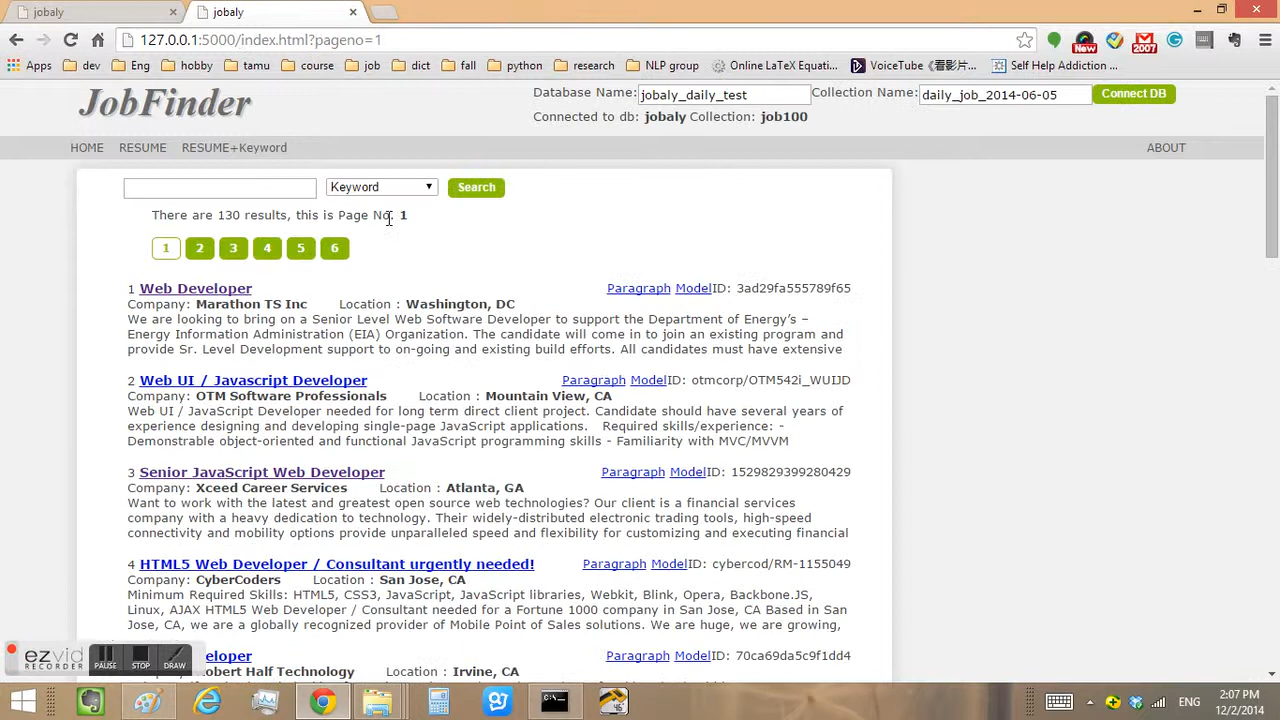 jobaly
jobaly
127.0.0.1:5000/index.html?pageno=1
New
2007
Apps dev Eng hobby tamu course job dict fall python research NLP group Online LaTeX Equati... VoiceTube《看影片... Self Help Addiction ...
JobFinder
Database Name: jobaly_daily_test Collection Name: daily_job_2014-06-05 Connect DB
Connected to db: jobaly Collection: job100
HOME RESUME RESUME+Keyword ABOUT
Keyword Search
There are 130 results, this is Page No. 1
1 2 3 4 5 6
1 Web Developer Paragraph ModelID: 3ad29fa555789f65
Company: Marathon TS Inc Location : Washington, DC
We are looking to bring on a Senior Level Web Software Developer to support the Department of Energy's –
Energy Information Administration (EIA) Organization. The candidate will come in to join an existing program and
provide Sr. Level Development support to on-going and existing build efforts. All candidates must have extensive
2 Web UI / Javascript Developer Paragraph ModelID: otmcorp/OTM542i_WUIJD
Company: OTM Software Professionals Location : Mountain View, CA
Web UI / JavaScript Developer needed for long term direct client project. Candidate should have several years of
experience designing and developing single-page JavaScript applications. Required skills/experience: -
Demonstrable object-oriented and functional JavaScript programming skills - Familiarity with MVC/MVVM
3 Senior JavaScript Web Developer Paragraph ModelID: 1529829399280429
Company: Xceed Career Services Location : Atlanta, GA
Want to work with the latest and greatest open source web technologies? Our client is a financial services
company with a heavy dedication to technology. Their widely-distributed electronic trading tools, high-speed
connectivity and mobility options provide unparalleled speed and flexibility for customizing and executing financial
4 HTML5 Web Developer / Consultant urgently needed! Paragraph ModelID: cybercod/RM-1155049
Company: CyberCoders Location : San Jose, CA
Minimum Required Skills: HTML5, CSS3, JavaScript, JavaScript libraries, Webkit, Blink, Opera, Backbone.JS,
Linux, AJAX HTML5 Web Developer / Consultant needed for a Fortune 1000 company in San Jose, CA Based in San
Jose, CA, we are a globally recognized provider of Mobile Point of Sales solutions. We are huge, we are growing,
eloper Paragraph ModelID: 70ca69da5c9f1dd4
obert Half Technology Location : Irvine, CA
ezvid
RECORDER
PAUSE STOP DRAW
ENG
2:07 PM
12/2/2014